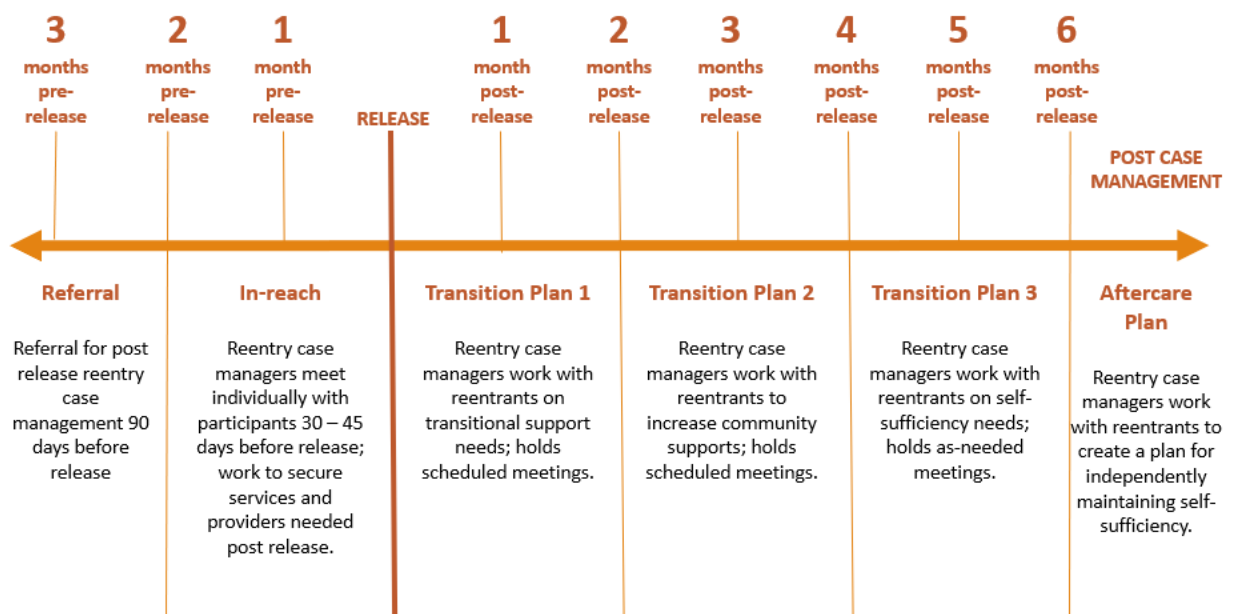 3
months
pre-
release
2
months
pre-
release
1
month
pre-
release
RELEASE
1
month
post-
release
2
months
post-
release
3
months
post-
release
4
months
post-
release
5
months
post-
release
6
months
post-
release
POST CASE
MANAGEMENT
Referral
Referral for post
release reentry
case
management 90
days before
release
In-reach
Reentry case
managers meet
individually with
participants 30 – 45
days before release;
work to secure
services and
providers needed
post release.
Transition Plan 1
Reentry case
managers work with
reentrants on
transitional support
needs; holds
scheduled meetings.
Transition Plan 2
Reentry case
managers work with
reentrants to
increase community
supports; holds
scheduled meetings.
Transition Plan 3
Reentry case
managers work with
reentrants on self-
sufficiency needs;
holds as-needed
meetings.
Aftercare
Plan
Reentry case
managers work
with reentrants to
create a plan for
independently
maintaining self-
sufficiency.